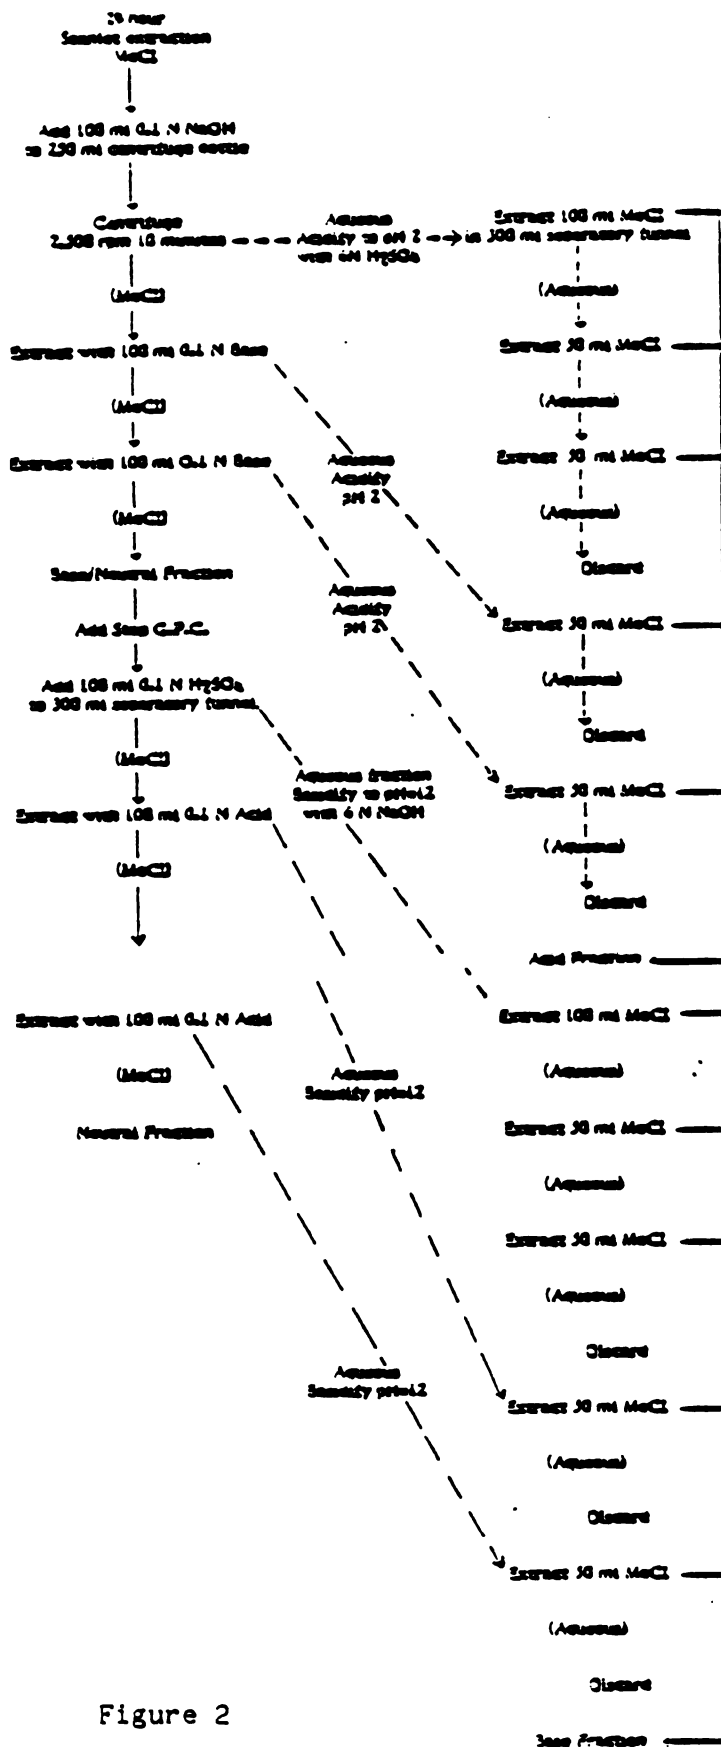 hour
extraction
MeCl
Add 100 ml 0.1 N NaOH
to 250 ml centrifuge bottle
Centrifuge
2,500 rpm 10 minutes
Aqueous
Acidify to pH 2
with 6N H₂SO₄
Extract 100 ml MeCl
in 500 ml separatory funnel
(MeCl)
(Aqueous)
Extract with 100 ml 0.1 N Base
Extract 50 ml MeCl
(MeCl)
(Aqueous)
Extract with 100 ml 0.1 N Base
Extract 50 ml MeCl
Aqueous
Acidify
pH 2
(MeCl)
(Aqueous)
Base/Neutral Fraction
Discard
Aqueous
Acidify
pH 2
Add G.P.C.
Extract 50 ml MeCl
Add 100 ml 0.1 N H₂SO₄
to 500 ml separatory funnel
(Aqueous)
(MeCl)
Discard
Aqueous fraction
Basify to pH=12
with 6 N NaOH
Extract with 100 ml 0.1 N Acid
Extract 50 ml MeCl
(MeCl)
(Aqueous)
Discard
Acid Fraction
Extract with 100 ml 0.1 N Acid
Extract 100 ml MeCl
(MeCl)
(Aqueous)
Aqueous
Basify pH=12
Neutral Fraction
Extract 50 ml MeCl
(Aqueous)
Extract 50 ml MeCl
(Aqueous)
Discard
Aqueous
Basify pH=12
Extract 50 ml MeCl
(Aqueous)
Discard
Extract 50 ml MeCl
(Aqueous)
Discard
Figure 2
Base Fraction